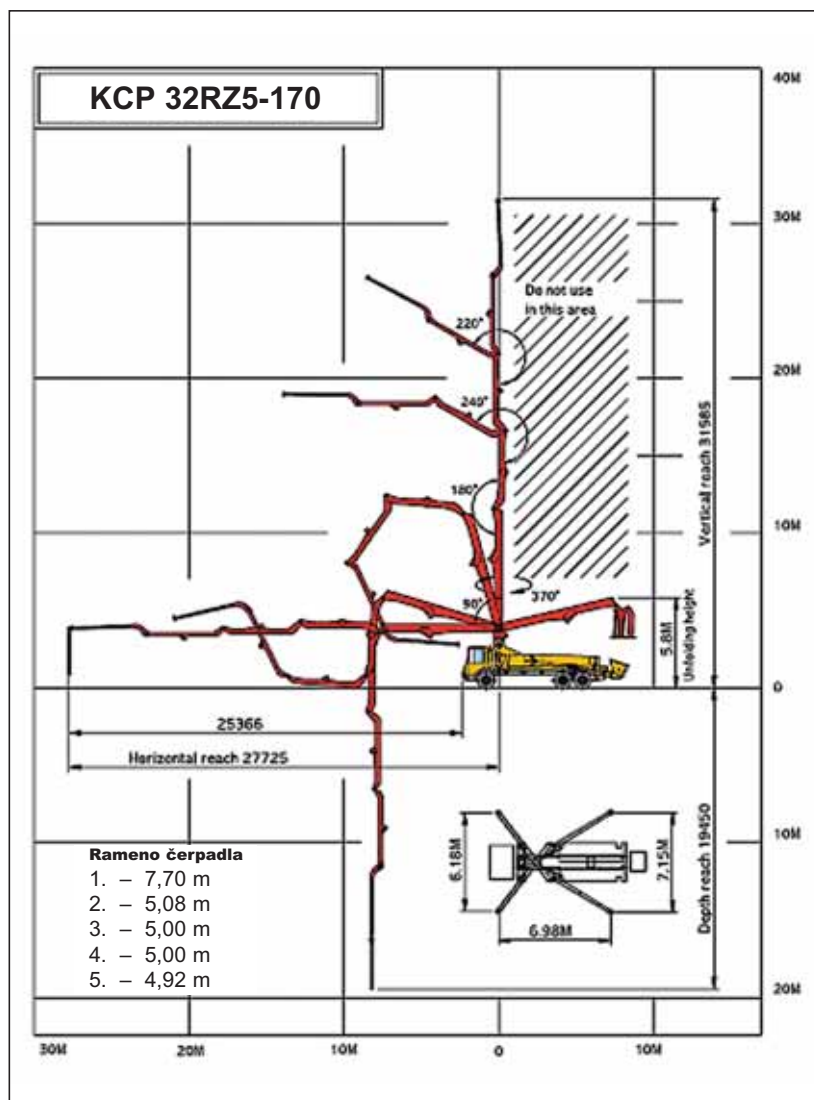 KCP 32RZ5-170
40M
30M
Do not use
in this area
220°
20M
240°
Vertical reach 31585
180°
10M
90°
370°
5.8M
Unfolding height
0
25366
Horizontal reach 27725
10M
Depth reach 19450
6.18M
7.15M
6.98M
Rameno čerpadla
1. – 7,70 m
2. – 5,08 m
3. – 5,00 m
4. – 5,00 m
5. – 4,92 m
20M
30M
20M
10M
0
10M